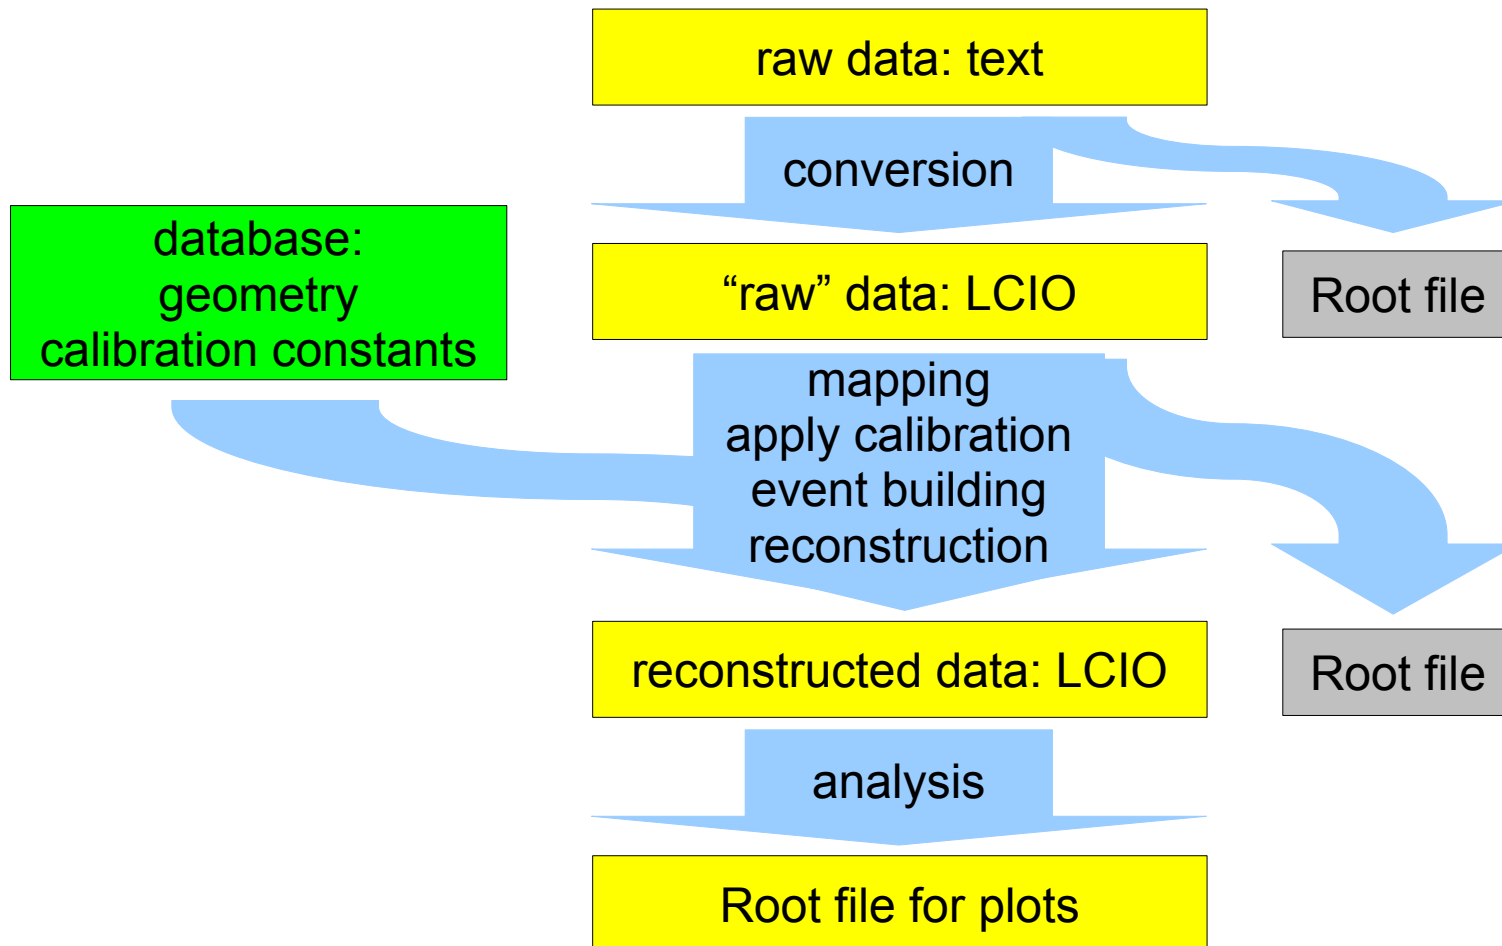 raw data: text
conversion
database:
geometry
calibration constants
“raw” data: LCIO
Root file
mapping
apply calibration
event building
reconstruction
reconstructed data: LCIO
Root file
analysis
Root file for plots